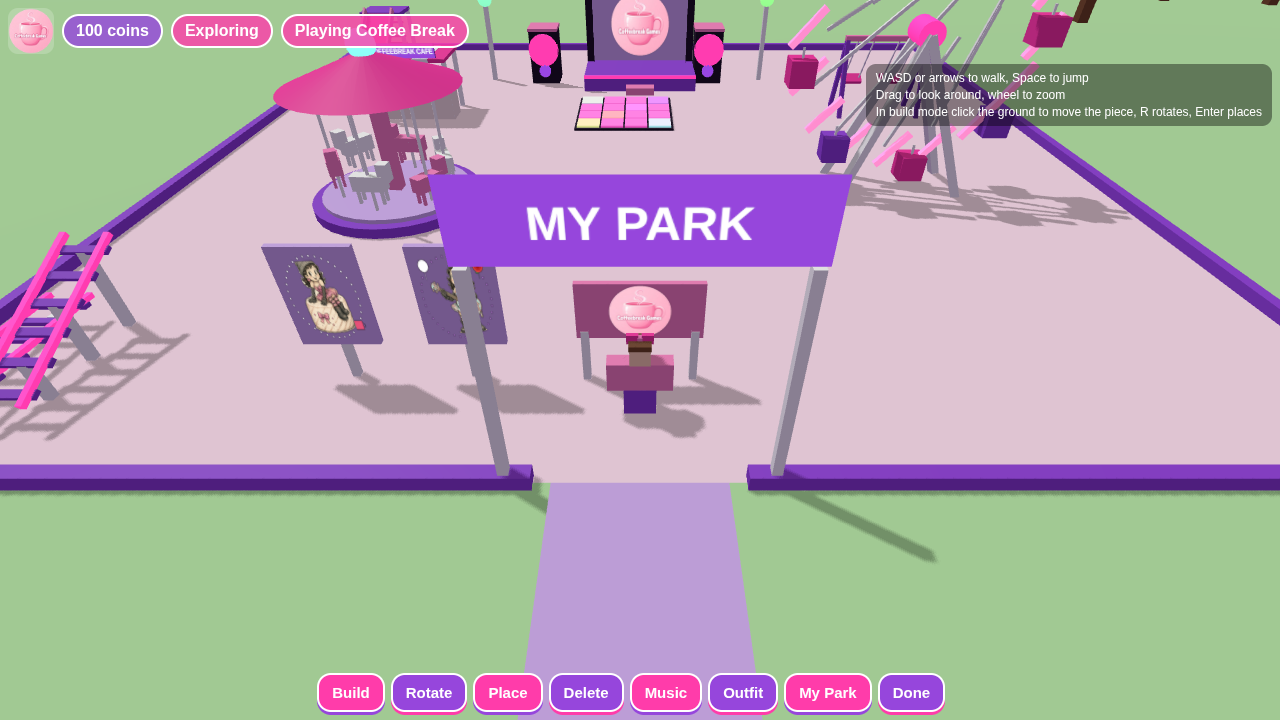 100 coins
Exploring
Playing Coffee Break
WASD or arrows to walk, Space to jump
Drag to look around, wheel to zoom
In build mode click the ground to move the piece, R rotates, Enter places
MY PARK
Coffeebreak Games
Build
Rotate
Place
Delete
Music
Outfit
My Park
Done